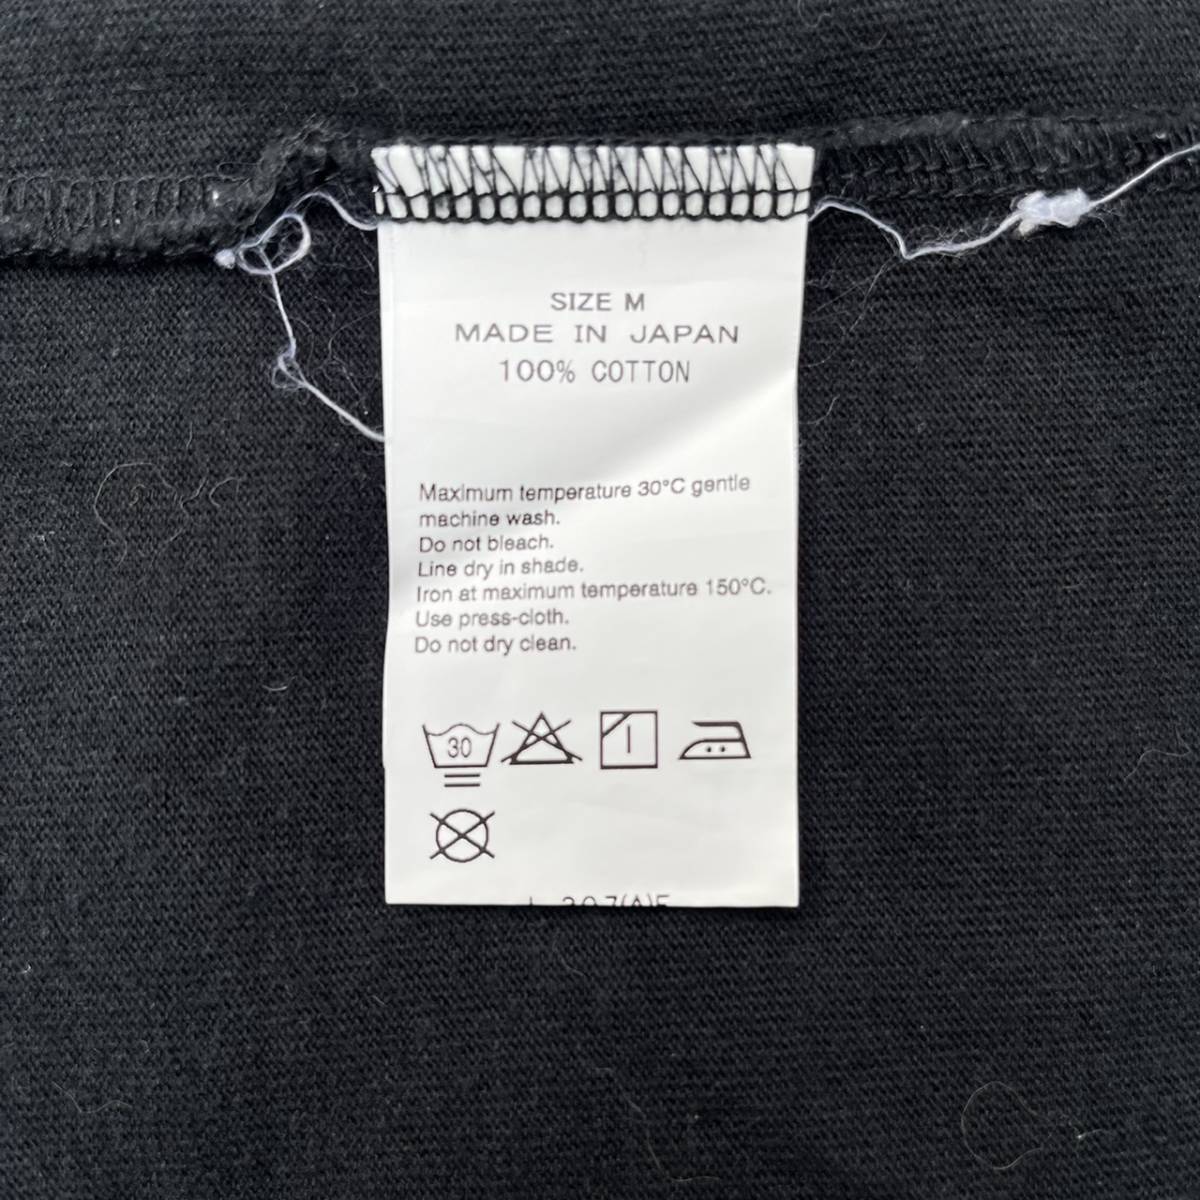 SIZE M
MADE IN JAPAN
100% COTTON
Maximum temperature 30°C gentle
machine wash.
Do not bleach.
Line dry in shade.
Iron at maximum temperature 150°C.
Use press-cloth.
Do not dry clean.
30